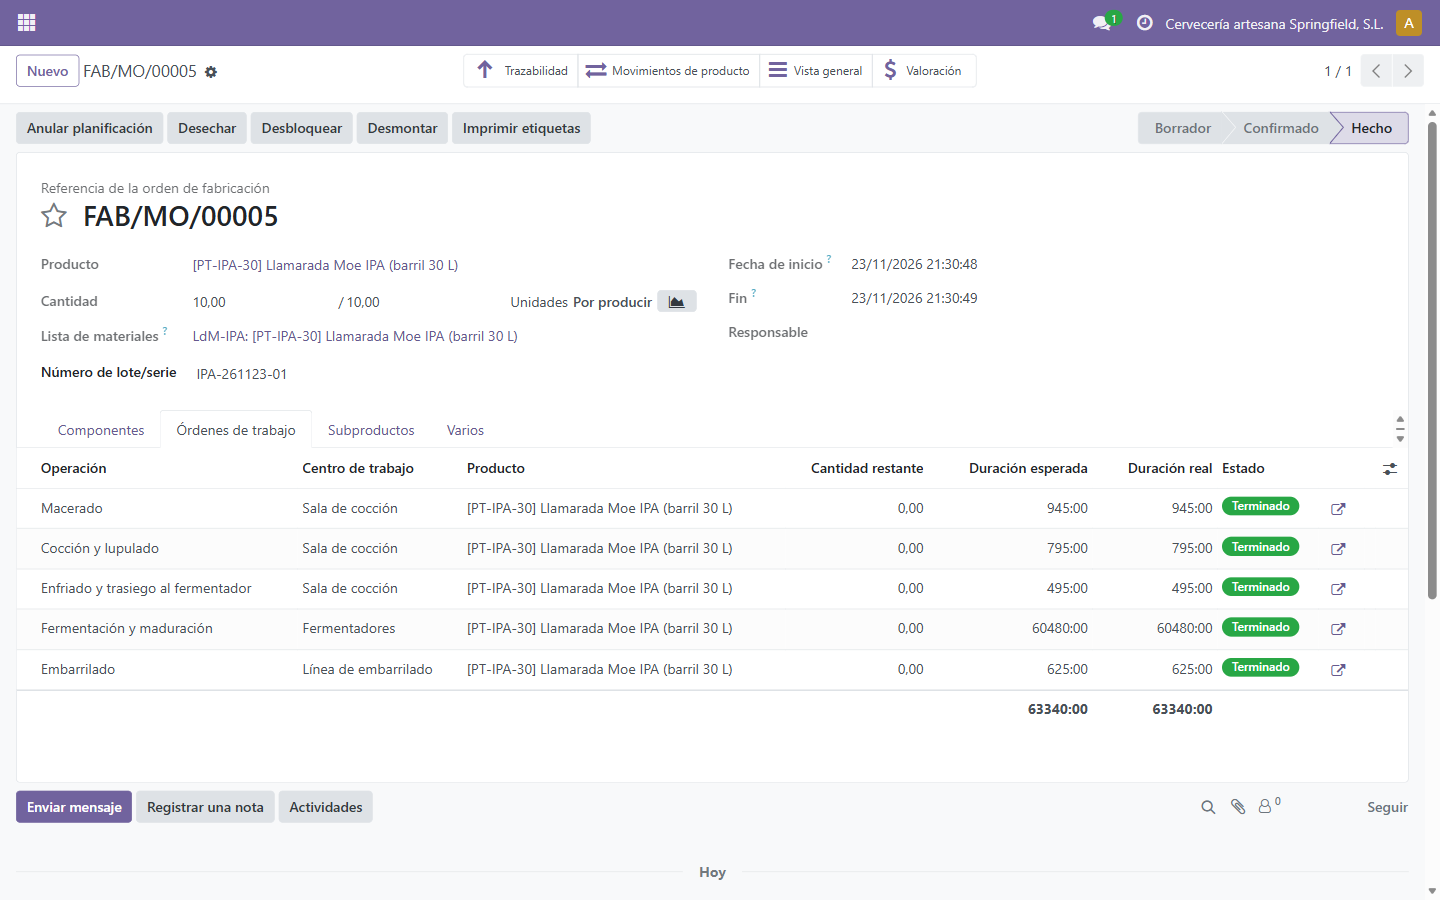 1
Cervecería artesana Springfield, S.L.
A
Nuevo
FAB/MO/00005
Trazabilidad
Movimientos de producto
Vista general
Valoración
1 / 1
Anular planificación
Desechar
Desbloquear
Desmontar
Imprimir etiquetas
Borrador
Confirmado
Hecho
Referencia de la orden de fabricación
FAB/MO/00005
Producto
[PT-IPA-30] Llamarada Moe IPA (barril 30 L)
Cantidad
10,00
/ 10,00
Unidades Por producir
Lista de materiales ?
LdM-IPA: [PT-IPA-30] Llamarada Moe IPA (barril 30 L)
Número de lote/serie
IPA-261123-01
Fecha de inicio ?
23/11/2026 21:30:48
Fin ?
23/11/2026 21:30:49
Responsable
Componentes
Órdenes de trabajo
Subproductos
Varios
Operación Centro de trabajo Producto Cantidad restante Duración esperada Duración real Estado
Macerado Sala de cocción [PT-IPA-30] Llamarada Moe IPA (barril 30 L) 0,00 945:00 945:00 Terminado
Cocción y lupulado Sala de cocción [PT-IPA-30] Llamarada Moe IPA (barril 30 L) 0,00 795:00 795:00 Terminado
Enfriado y trasiego al fermentador Sala de cocción [PT-IPA-30] Llamarada Moe IPA (barril 30 L) 0,00 495:00 495:00 Terminado
Fermentación y maduración Fermentadores [PT-IPA-30] Llamarada Moe IPA (barril 30 L) 0,00 60480:00 60480:00 Terminado
Embarrilado Línea de embarrilado [PT-IPA-30] Llamarada Moe IPA (barril 30 L) 0,00 625:00 625:00 Terminado
63340:00 63340:00
Enviar mensaje
Registrar una nota
Actividades
0
Seguir
Hoy